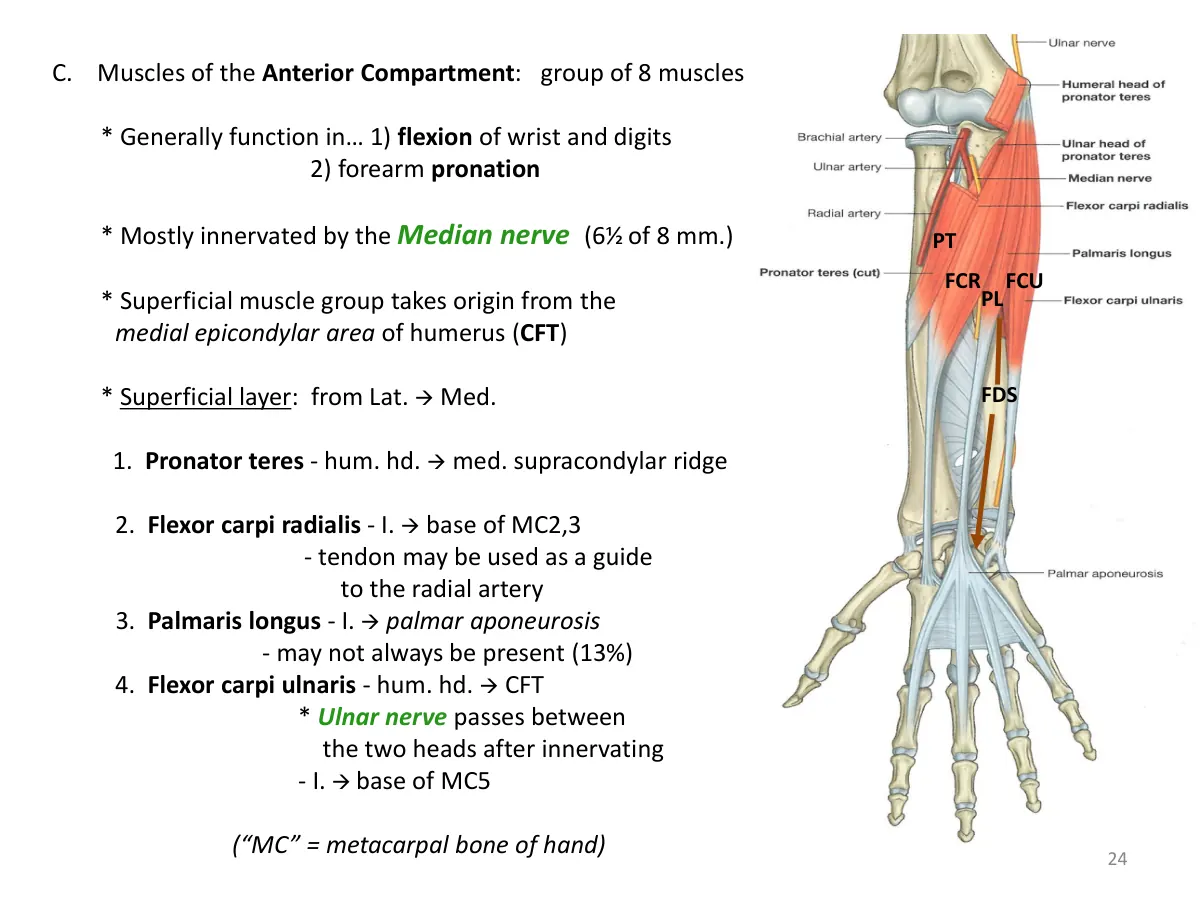 C. Muscles of the Anterior Compartment: group of 8 muscles
* Generally function in... 1) flexion of wrist and digits
2) forearm pronation
* Mostly innervated by the Median nerve (6½ of 8 mm.)
* Superficial muscle group takes origin from the
medial epicondylar area of humerus (CFT)
* Superficial layer: from Lat. → Med.
1. Pronator teres - hum. hd. → med. supracondylar ridge
2. Flexor carpi radialis - I. → base of MC2,3
- tendon may be used as a guide
to the radial artery
3. Palmaris longus - I. → palmar aponeurosis
- may not always be present (13%)
4. Flexor carpi ulnaris - hum. hd. → CFT
* Ulnar nerve passes between
the two heads after innervating
- I. → base of MC5
(“MC” = metacarpal bone of hand)
Ulnar nerve
Humeral head of
pronator teres
Brachial artery
Ulnar head of
pronator teres
Ulnar artery
Median nerve
Radial artery
Flexor carpi radialis
PT
Palmaris longus
Pronator teres (cut)
FCR
FCU
PL
Flexor carpi ulnaris
FDS
Palmar aponeurosis
24